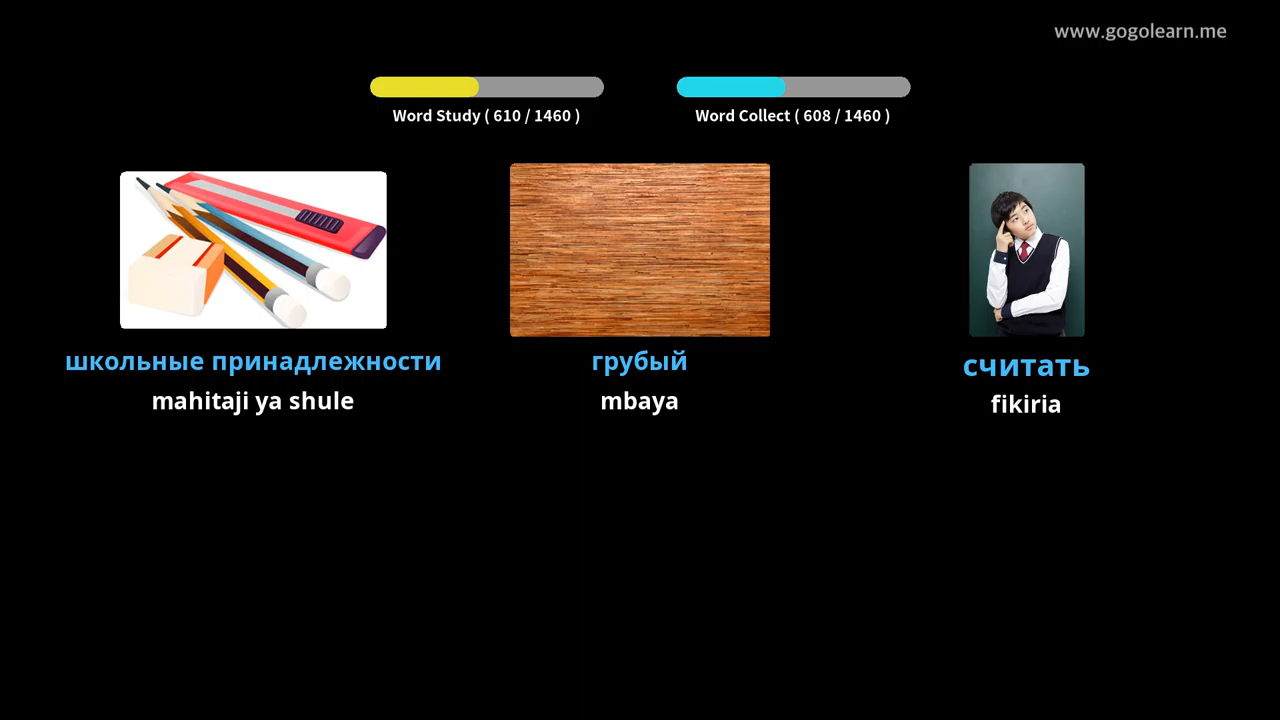 www.gogolearn.me
Word Study ( 610 / 1460 )
Word Collect ( 608 / 1460 )
школьные принадлежности
mahitaji ya shule
грубый
mbaya
считать
fikiria